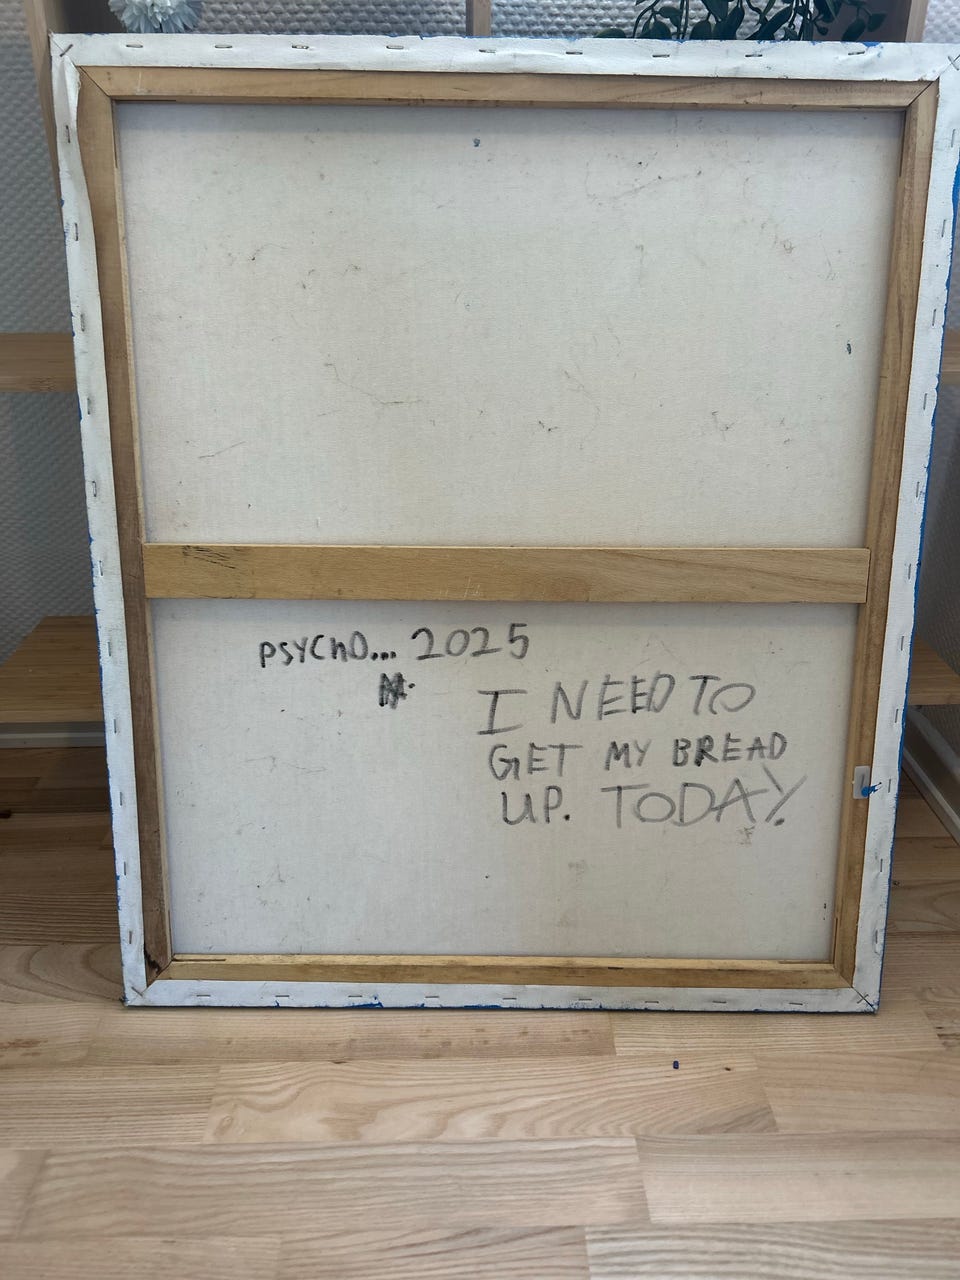 PSYChO... 2025
I NEED TO
GET MY BREAD
UP. TODAY.